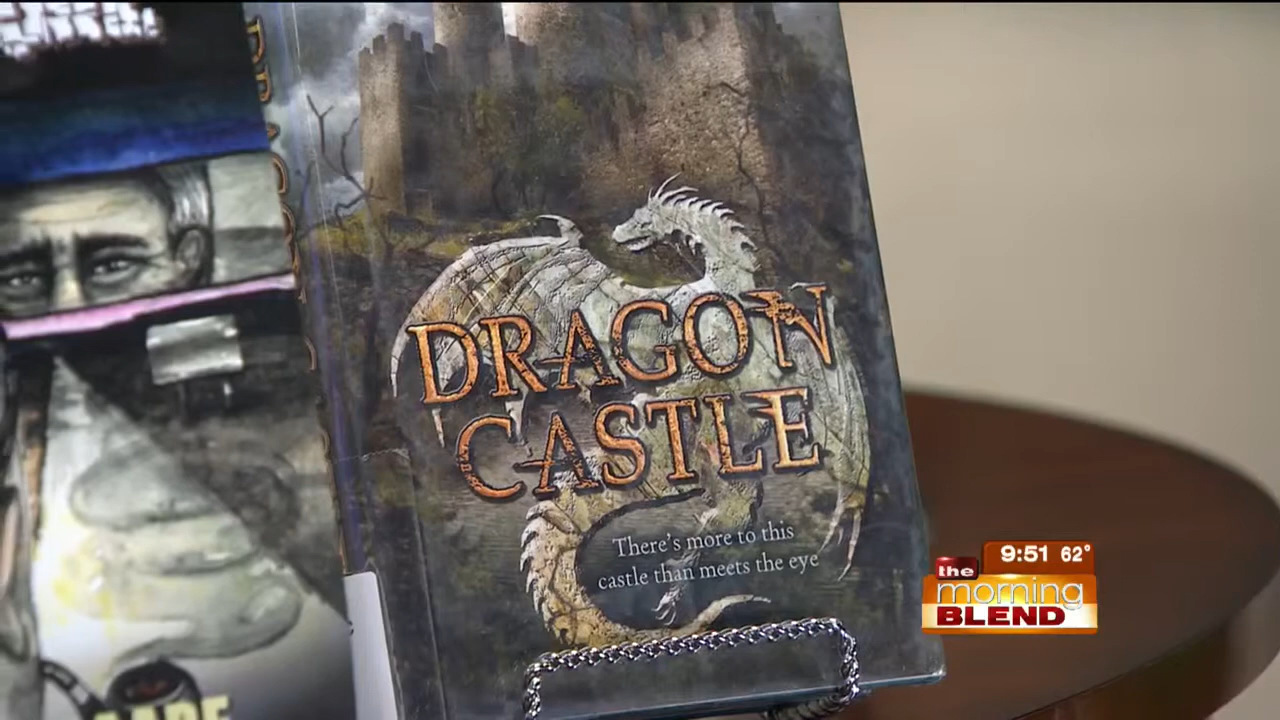 DRAGON
CASTLE
There's more to this
castle than meets the eye
9:51 62°
the
morning
BLEND